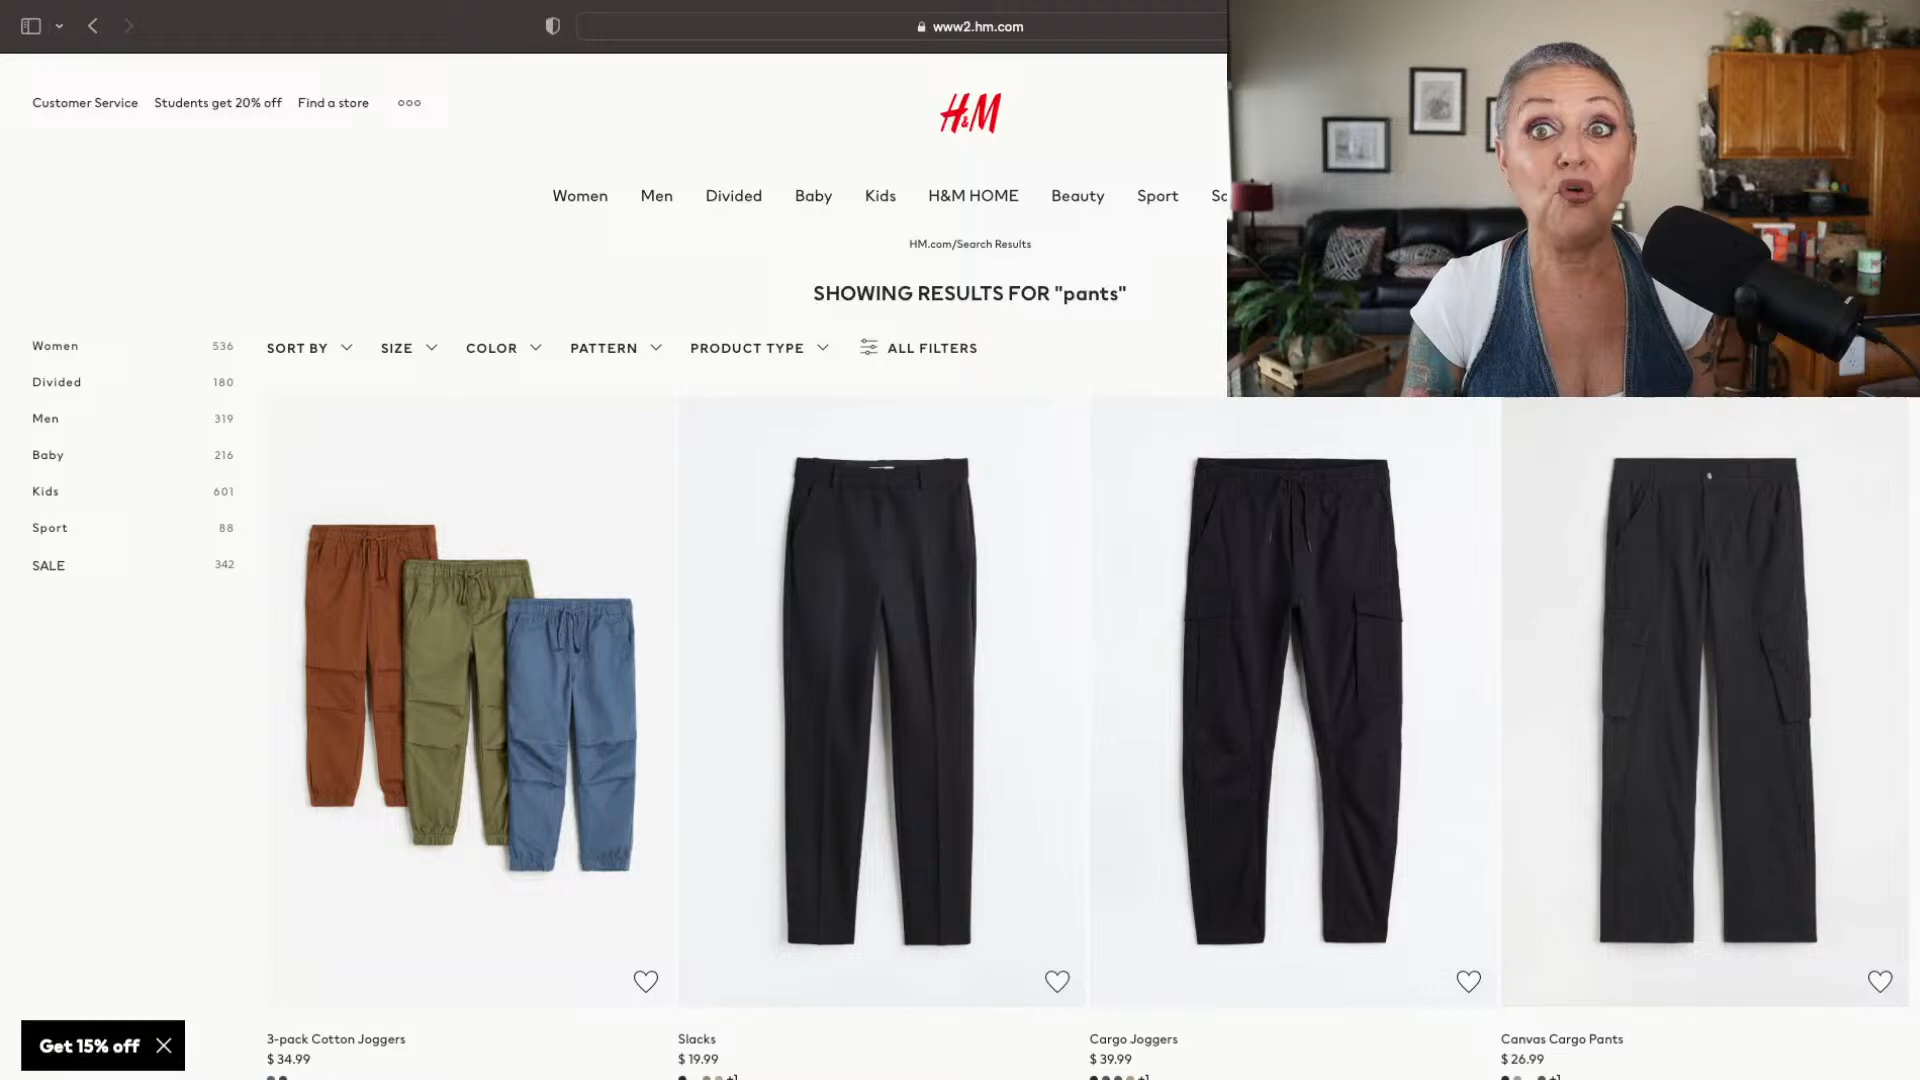 www2.hm.com
Customer Service Students get 20% off Find a store
H&M
Women Men Divided Baby Kids H&M HOME Beauty Sport
HM.com/Search Results
SHOWING RESULTS FOR "pants"
SORT BY SIZE COLOR PATTERN PRODUCT TYPE ALL FILTERS
Women 536
Divided 180
Men 319
Baby 216
Kids 601
Sport 88
SALE 342
Get 15% off
3-pack Cotton Joggers
$ 34.99
Slacks
$ 19.99
+1
Cargo Joggers
$ 39.99
+1
Canvas Cargo Pants
$ 26.99
+1